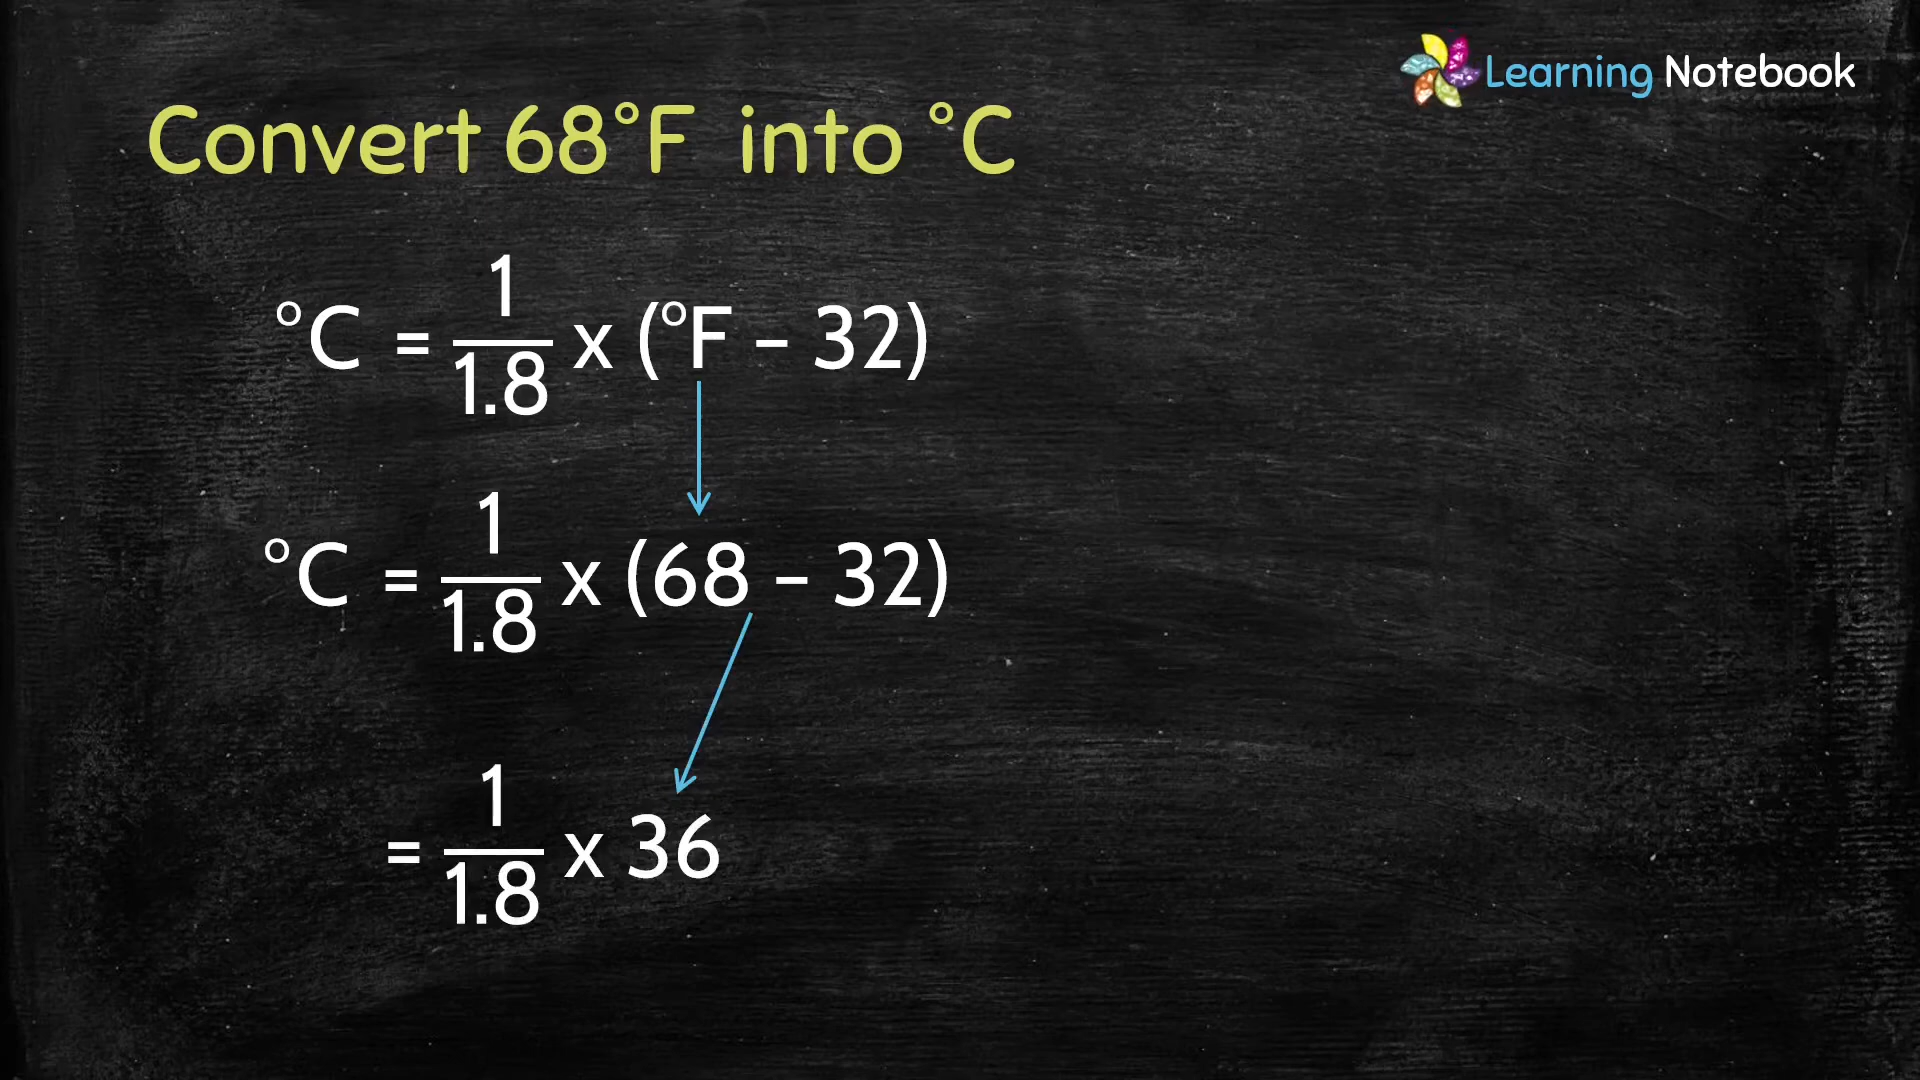 Learning Notebook
Convert 68°F into °C
°C = 1/1.8 x (°F – 32)
°C = 1/1.8 x (68 – 32)
= 1/1.8 x 36